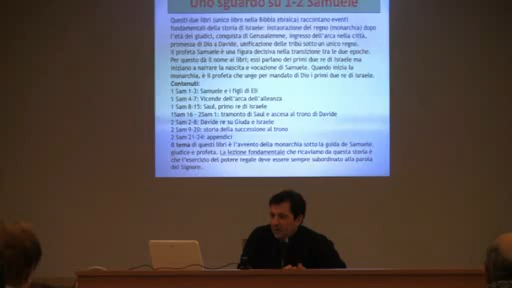 Uno sguardo su 1-2 Samuele
Questi due libri (unico libro nella Bibbia ebraica) raccontano eventi
fondamentali della storia di Israele: instaurazione del regno (monarchia) dopo
l'età dei giudici, conquista di Gerusalemme, ingresso dell'arca nella città,
promessa di Dio a Davide, unificazione delle tribù sotto un unico regno.
Il profeta Samuele è una figura decisiva nella transizione tra le due epoche.
Per questo dà il nome ai libri; essi parlano dei primi due re di Israele ma
iniziano a narrare la nascita e vocazione di Samuele. Quando inizia la
monarchia, è il profeta che unge per mandato di Dio i primi due re di Israele.
Contenuti:
1 Sam 1-3: Samuele e i figli di Eli
1 Sam 4-7: Vicende dell'arca dell'alleanza
1 Sam 8-15: Saul, primo re di Israele
1Sam 16 - 2Sam 1: tramonto di Saul e ascesa al trono di Davide
2 Sam 2-8: Davide re su Giuda e Israele
2 Sam 9-20: storia della successione al trono
2 Sam 21-24: appendici
Il tema di questi libri è l'avvento della monarchia sotto la guida de Samuele,
giudice e profeta. La lezione fondamentale che ricaviamo da questa storia è
che l'esercizio del potere regale deve essere sempre subordinato alla parola
del Signore.